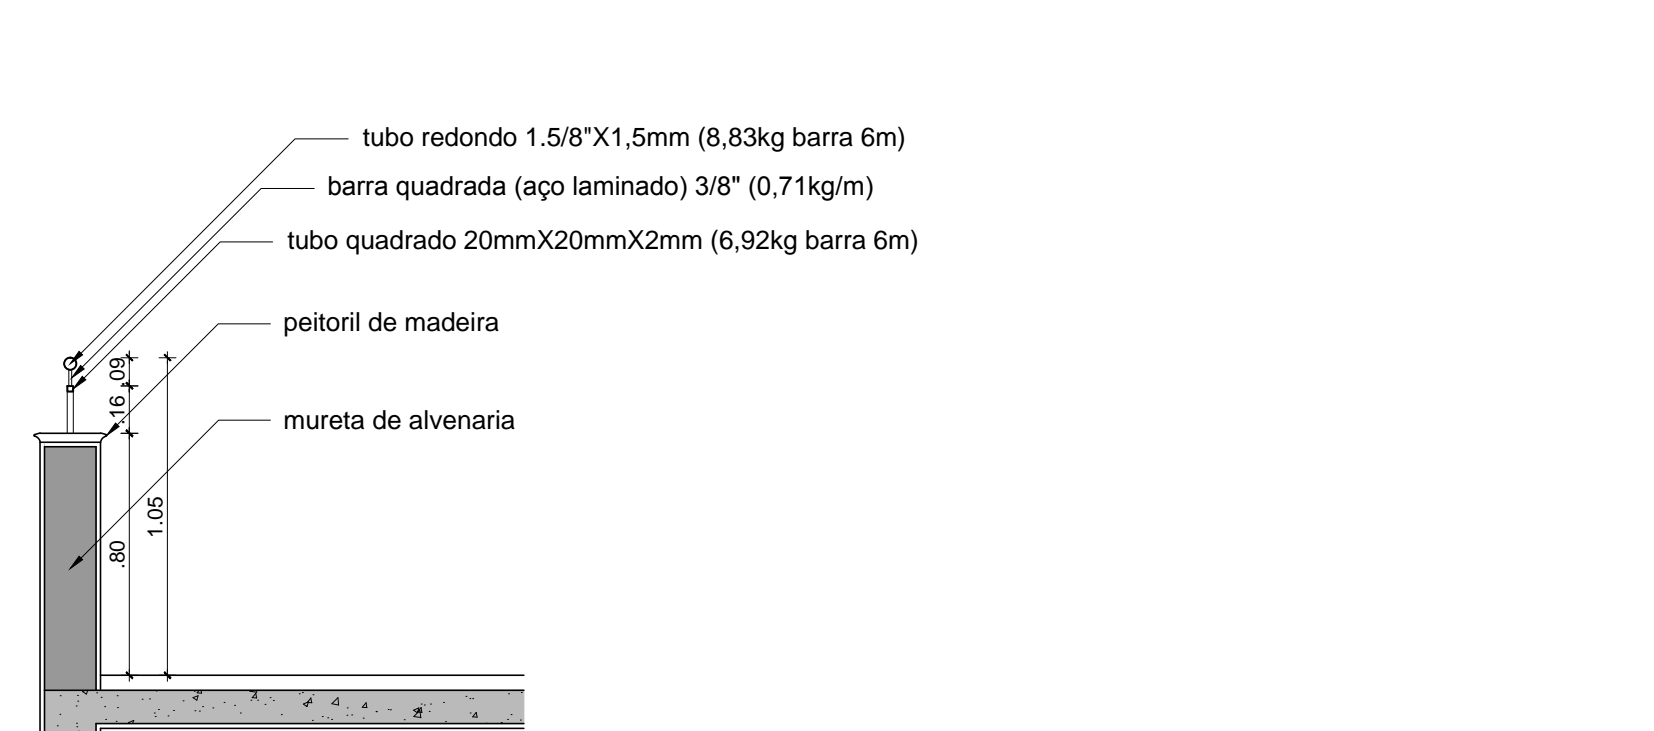 tubo redondo 1.5/8"X1,5mm (8,83kg barra 6m)
barra quadrada (aço laminado) 3/8" (0,71kg/m)
tubo quadrado 20mmX20mmX2mm (6,92kg barra 6m)
peitoril de madeira
.09
.16
mureta de alvenaria
1.05
.80